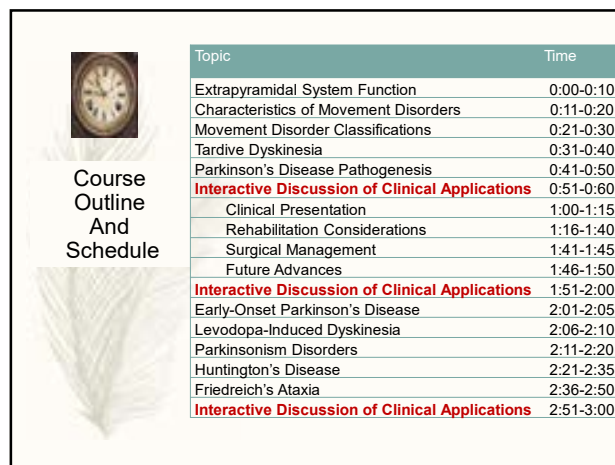 Course
Outline
And
Schedule
Topic Time
Extrapyramidal System Function 0:00-0:10
Characteristics of Movement Disorders 0:11-0:20
Movement Disorder Classifications 0:21-0:30
Tardive Dyskinesia 0:31-0:40
Parkinson's Disease Pathogenesis 0:41-0:50
Interactive Discussion of Clinical Applications 0:51-0:60
Clinical Presentation 1:00-1:15
Rehabilitation Considerations 1:16-1:40
Surgical Management 1:41-1:45
Future Advances 1:46-1:50
Interactive Discussion of Clinical Applications 1:51-2:00
Early-Onset Parkinson's Disease 2:01-2:05
Levodopa-Induced Dyskinesia 2:06-2:10
Parkinsonism Disorders 2:11-2:20
Huntington's Disease 2:21-2:35
Friedreich's Ataxia 2:36-2:50
Interactive Discussion of Clinical Applications 2:51-3:00